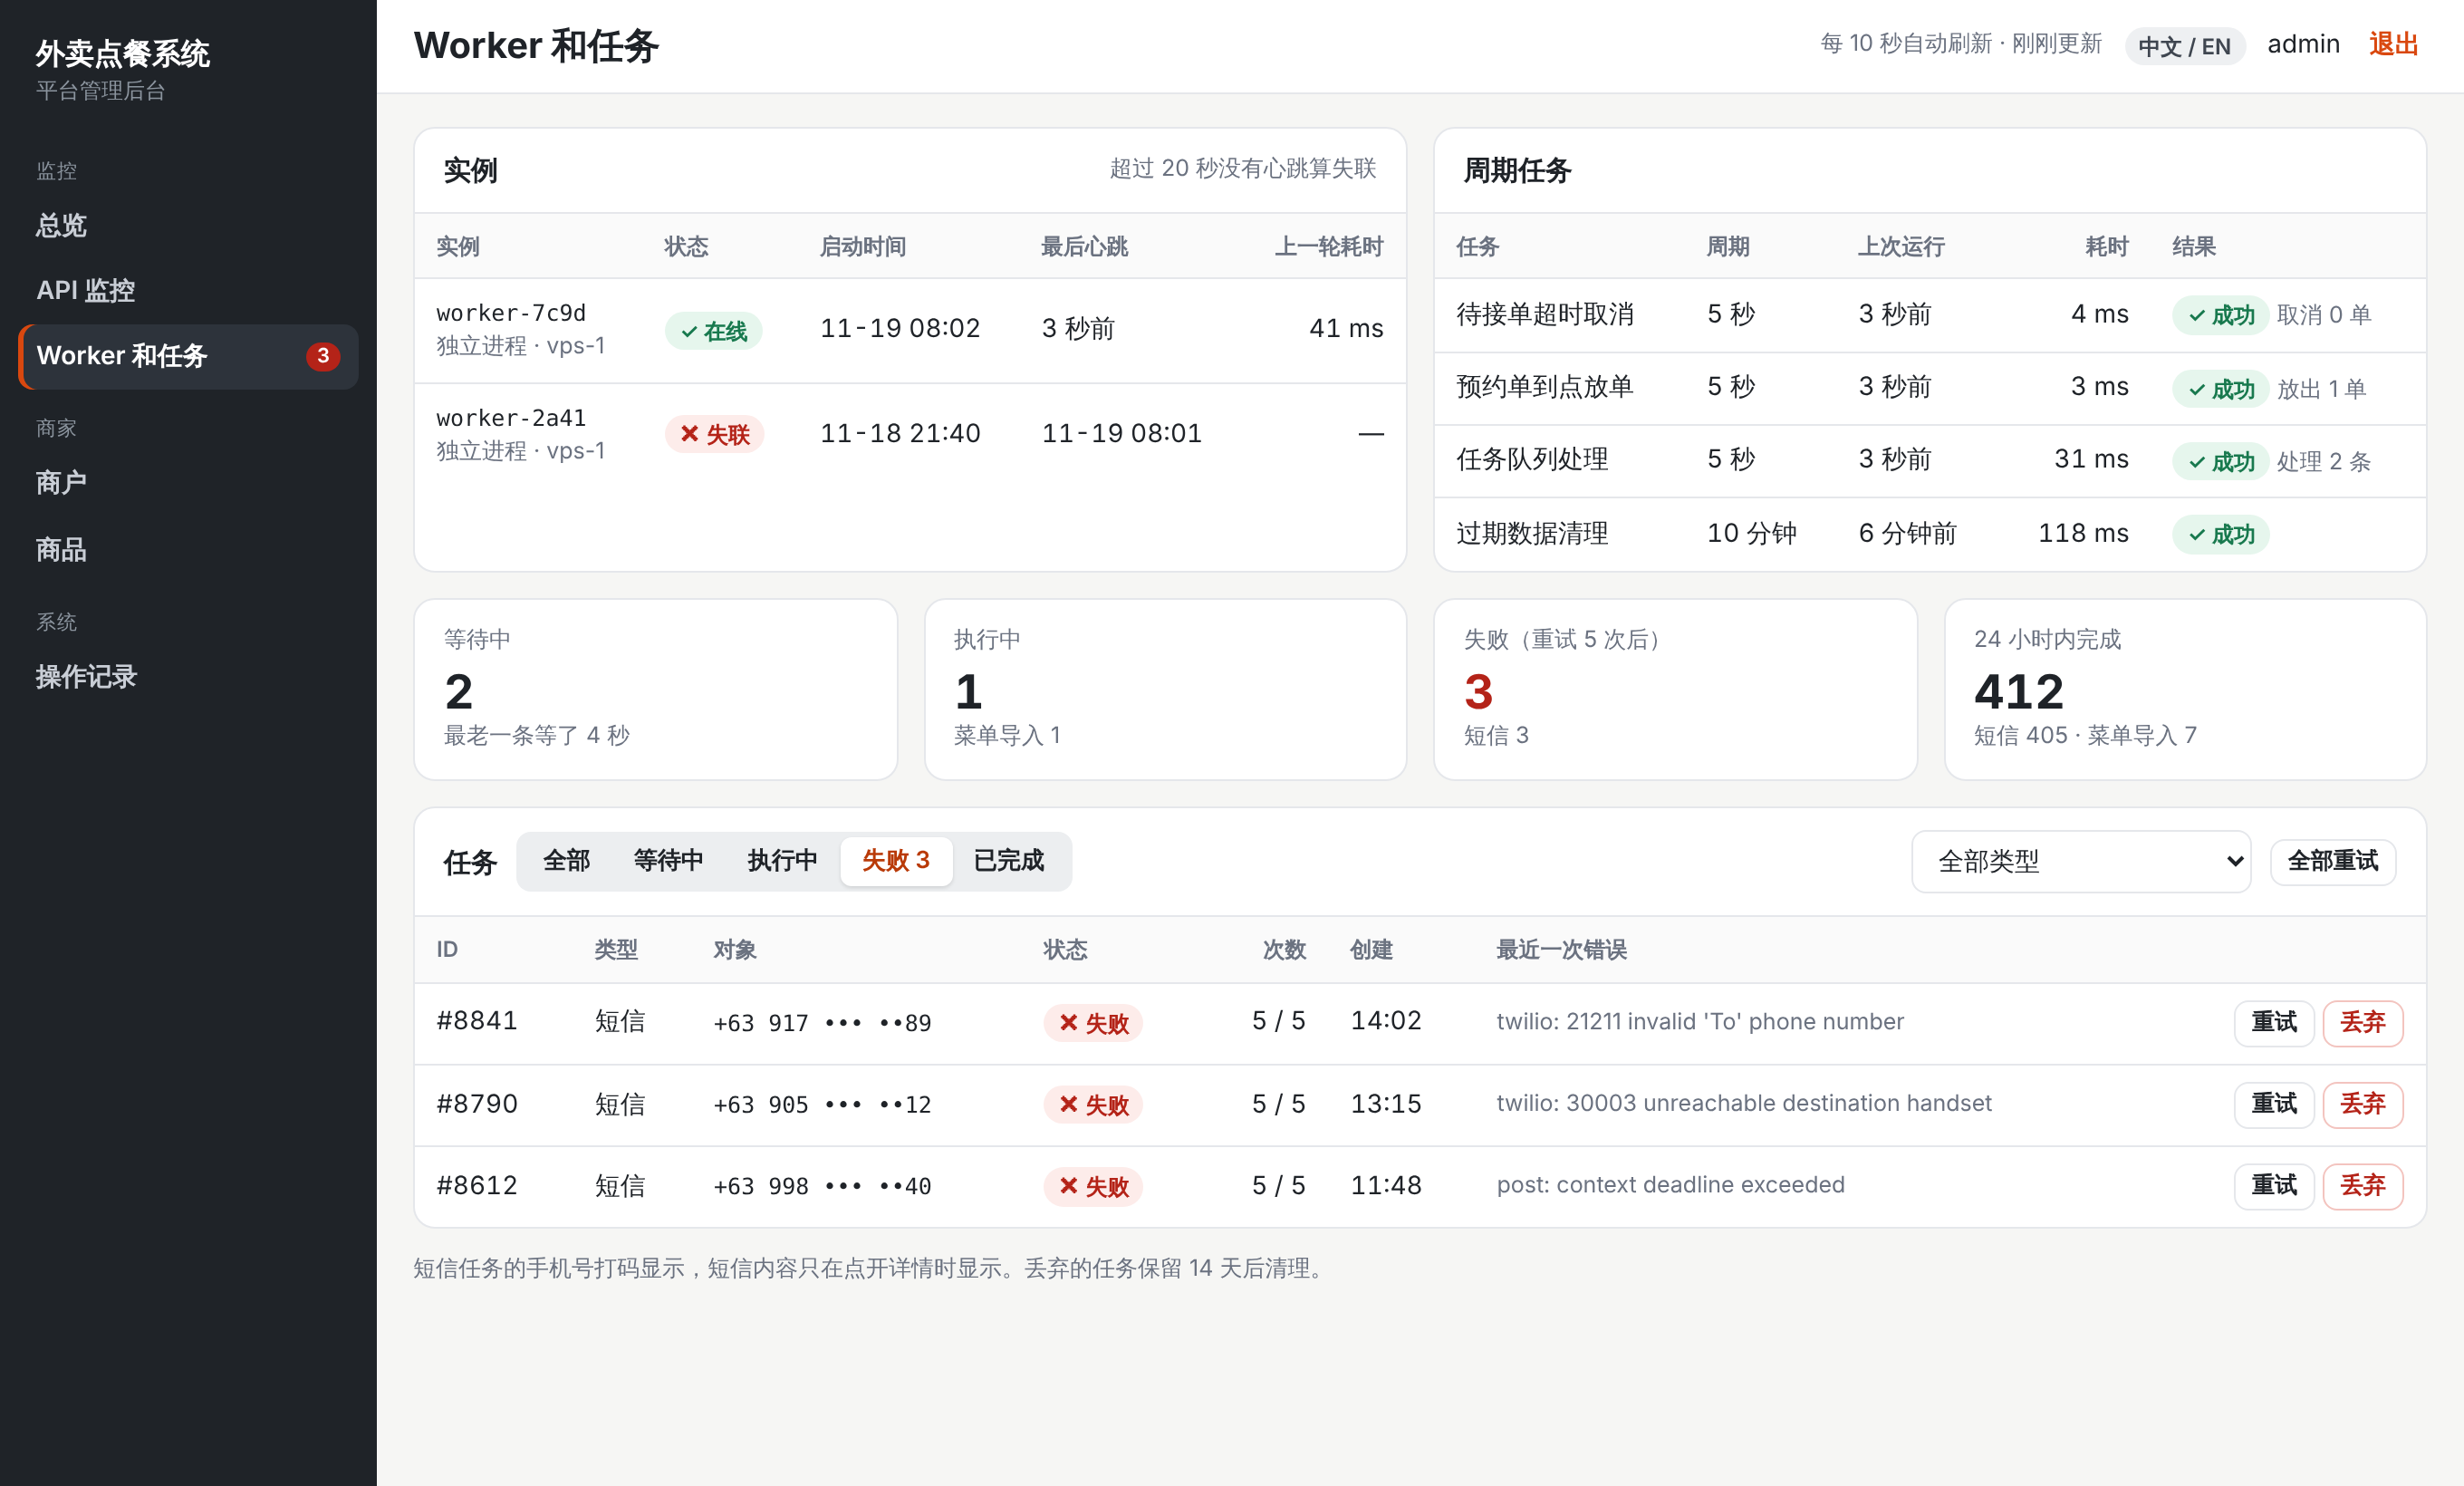 外卖点餐系统
平台管理后台
监控
总览
API 监控
Worker 和任务 3
商家
商户
商品
系统
操作记录
Worker 和任务
每 10 秒自动刷新 · 刚刚更新 中文 / EN admin 退出
实例 超过 20 秒没有心跳算失联
实例 状态 启动时间 最后心跳 上一轮耗时
worker-7c9d
独立进程 · vps-1
✓ 在线 11-19 08:02 3 秒前 41 ms
worker-2a41
独立进程 · vps-1
✕ 失联 11-18 21:40 11-19 08:01 —
周期任务
任务 周期 上次运行 耗时 结果
待接单超时取消 5 秒 3 秒前 4 ms ✓ 成功 取消 0 单
预约单到点放单 5 秒 3 秒前 3 ms ✓ 成功 放出 1 单
任务队列处理 5 秒 3 秒前 31 ms ✓ 成功 处理 2 条
过期数据清理 10 分钟 6 分钟前 118 ms ✓ 成功
等待中
2
最老一条等了 4 秒
执行中
1
菜单导入 1
失败（重试 5 次后）
3
短信 3
24 小时内完成
412
短信 405 · 菜单导入 7
任务 全部 等待中 执行中 失败 3 已完成 全部类型 全部重试
ID 类型 对象 状态 次数 创建 最近一次错误
#8841 短信 +63 917 ••• ••89 ✕ 失败 5 / 5 14:02 twilio: 21211 invalid 'To' phone number 重试 丢弃
#8790 短信 +63 905 ••• ••12 ✕ 失败 5 / 5 13:15 twilio: 30003 unreachable destination handset 重试 丢弃
#8612 短信 +63 998 ••• ••40 ✕ 失败 5 / 5 11:48 post: context deadline exceeded 重试 丢弃
短信任务的手机号打码显示，短信内容只在点开详情时显示。丢弃的任务保留 14 天后清理。